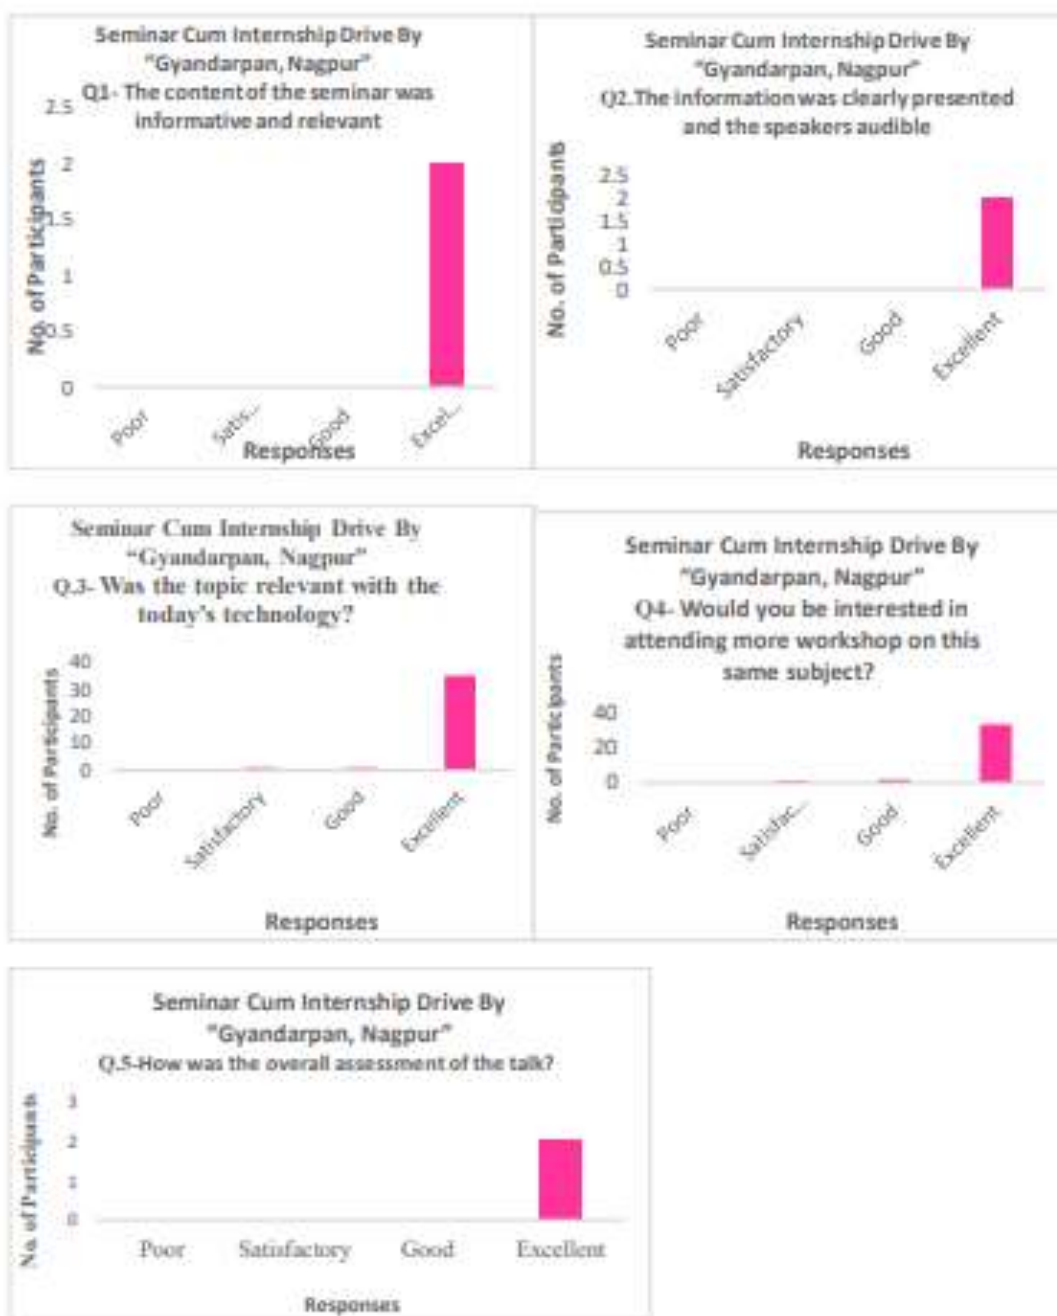 Seminar Cum Internship Drive By
"Gyandarpan, Nagpur"
Q1- The content of the seminar was
informative and relevant
No. of Participants
2.5
2
1.5
1
0.5
0
Poor
Satis...
Good
Excel...
Responses
Seminar Cum Internship Drive By
"Gyandarpan, Nagpur"
Q2.The information was clearly presented
and the speakers audible
No. of Participants
2.5
2
1.5
1
0.5
0
Poor
Satisfactory
Good
Excellent
Responses
Seminar Cum Internship Drive By
"Gyandarpan, Nagpur"
Q.3- Was the topic relevant with the
today's technology?
No. of Participants
40
30
20
10
0
Poor
Satisfactory
Good
Excellent
Responses
Seminar Cum Internship Drive By
"Gyandarpan, Nagpur"
Q4- Would you be interested in
attending more workshop on this
same subject?
No. of Participants
40
20
0
Poor
Satisfac...
Good
Excellent
Responses
Seminar Cum Internship Drive By
"Gyandarpan, Nagpur"
Q.5-How was the overall assessment of the talk?
No. of Participants
3
2
1
0
Poor
Satisfactory
Good
Excellent
Responses